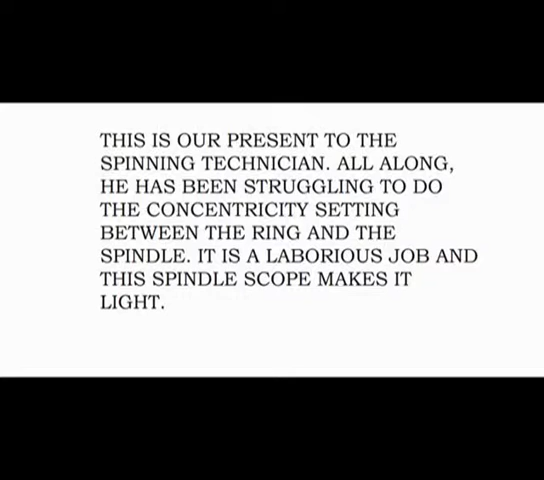 THIS IS OUR PRESENT TO THE
SPINNING TECHNICIAN. ALL ALONG,
HE HAS BEEN STRUGGLING TO DO
THE CONCENTRICITY SETTING
BETWEEN THE RING AND THE
SPINDLE. IT IS A LABORIOUS JOB AND
THIS SPINDLE SCOPE MAKES IT
LIGHT.